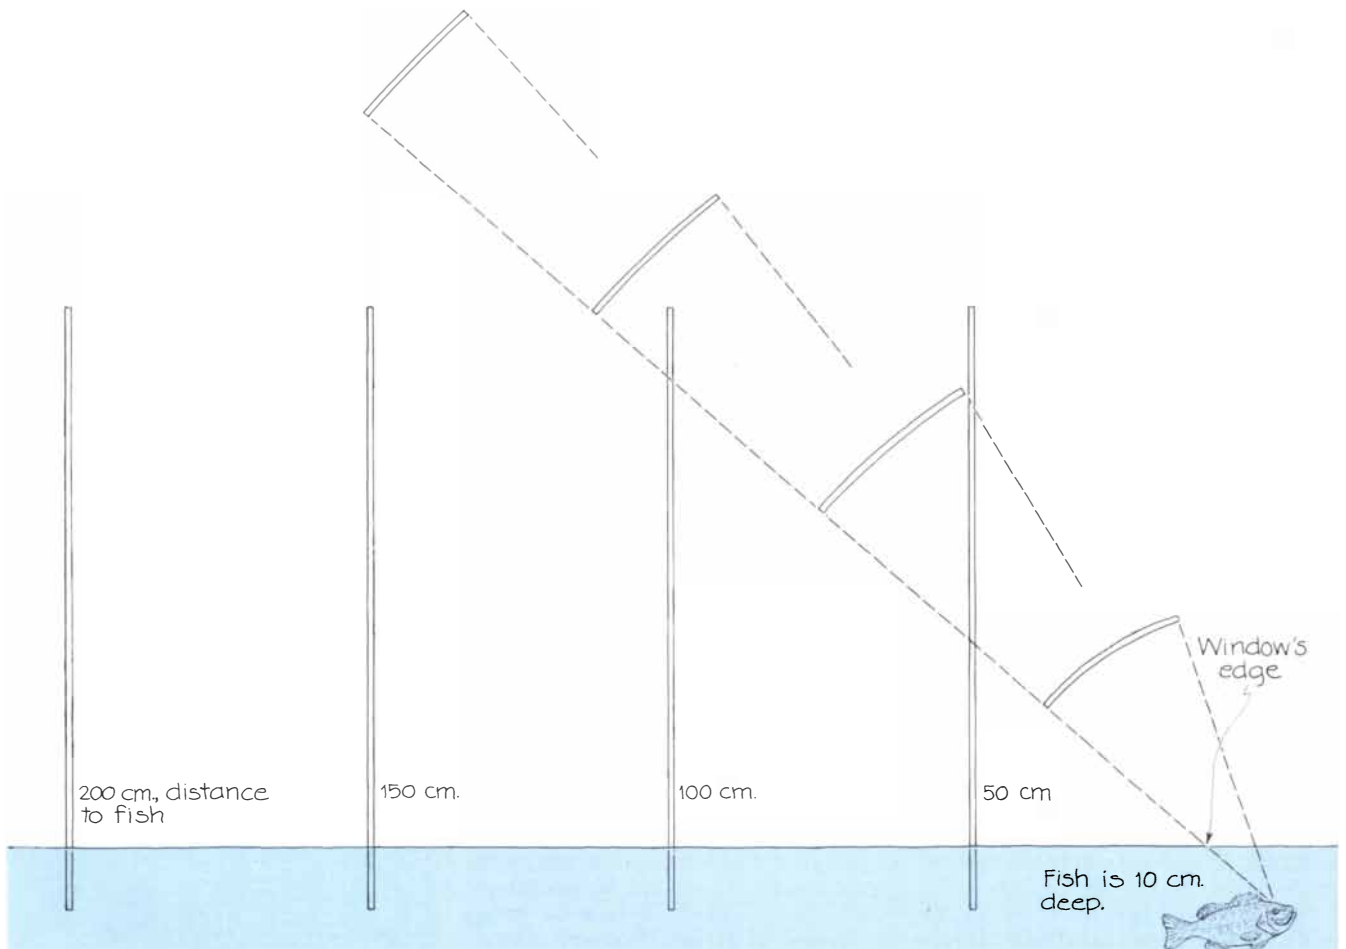 Window's
edge
200 cm., distance
to fish
150 cm.
100 cm.
50 cm
Fish is 10 cm.
deep.